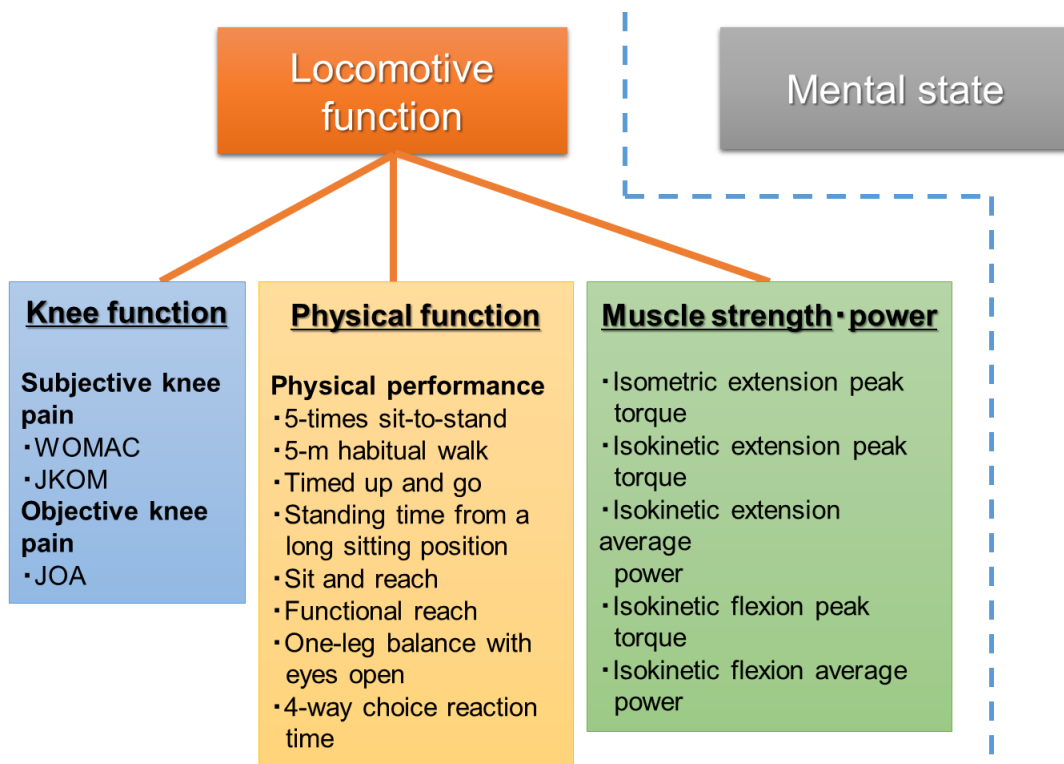 Locomotive
function
Mental state
Knee function
Subjective knee
pain
・WOMAC
・JKOM
Objective knee
pain
・JOA
Physical function
Physical performance
・5-times sit-to-stand
・5-m habitual walk
・Timed up and go
・Standing time from a
long sitting position
・Sit and reach
・Functional reach
・One-leg balance with
eyes open
・4-way choice reaction
time
Muscle strength・power
・Isometric extension peak
torque
・Isokinetic extension peak
torque
・Isokinetic extension
average
power
・Isokinetic flexion peak
torque
・Isokinetic flexion average
power